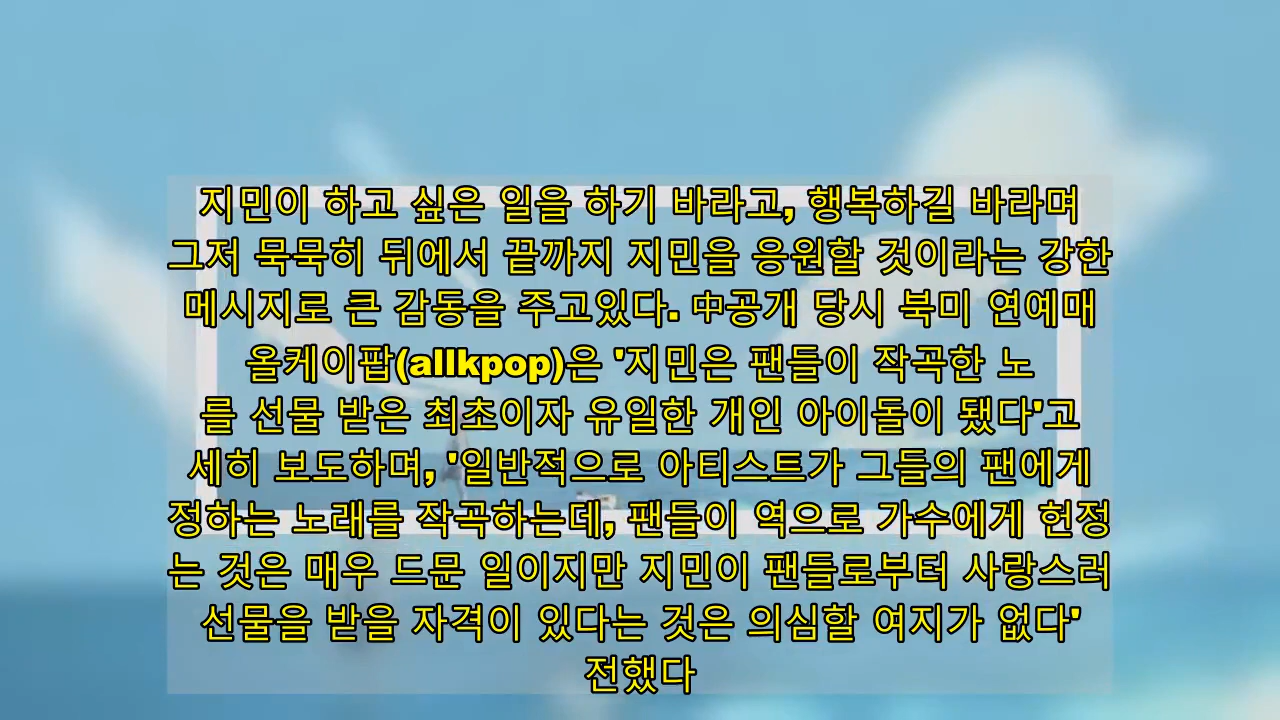 지민이 하고 싶은 일을 하기 바라고, 행복하길 바라며
그저 묵묵히 뒤에서 끝까지 지민을 응원할 것이라는 강한
메시지로 큰 감동을 주고있다. 中공개 당시 북미 연예매
올케이팝(allkpop)은 '지민은 팬들이 작곡한 노
를 선물 받은 최초이자 유일한 개인 아이돌이 됐다'고
세히 보도하며, '일반적으로 아티스트가 그들의 팬에게
정하는 노래를 작곡하는데, 팬들이 역으로 가수에게 헌정
는 것은 매우 드문 일이지만 지민이 팬들로부터 사랑스러
선물을 받을 자격이 있다는 것은 의심할 여지가 없다'
전했다